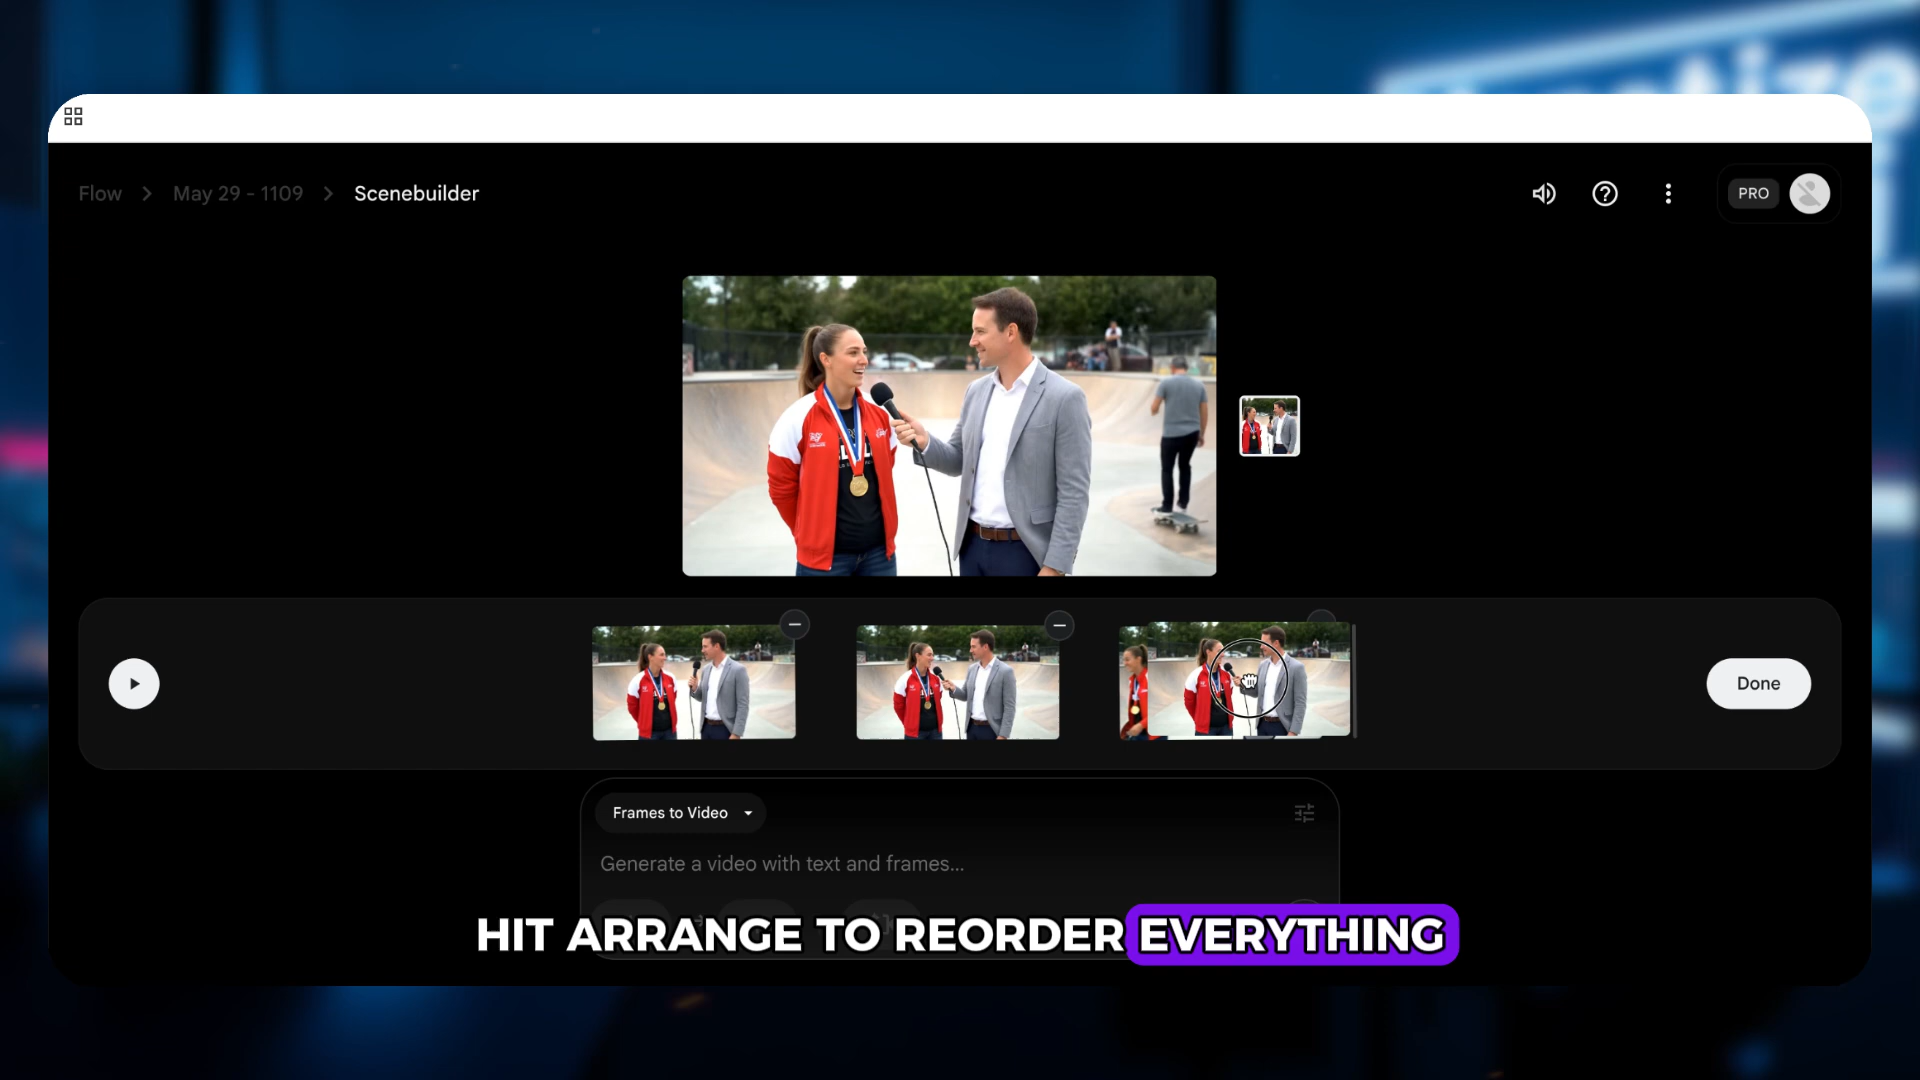 Flow > May 29 - 1109 > Scenebuilder
PRO
Done
Frames to Video
Generate a video with text and frames...
HIT ARRANGE TO REORDER EVERYTHING